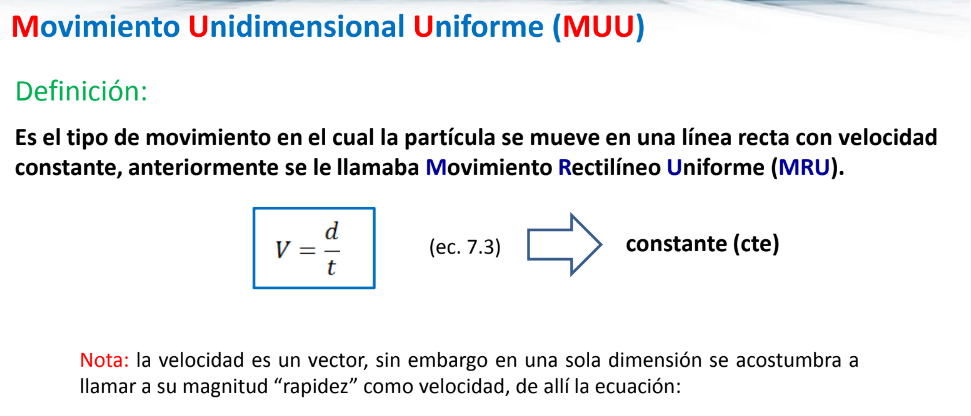 Movimiento Unidimensional Uniforme (MUU)
Definición:
Es el tipo de movimiento en el cual la partícula se mueve en una línea recta con velocidad
constante, anteriormente se le llamaba Movimiento Rectilíneo Uniforme (MRU).
V = d/t (ec. 7.3) constante (cte)
Nota: la velocidad es un vector, sin embargo en una sola dimensión se acostumbra a
llamar a su magnitud “rapidez” como velocidad, de allí la ecuación: